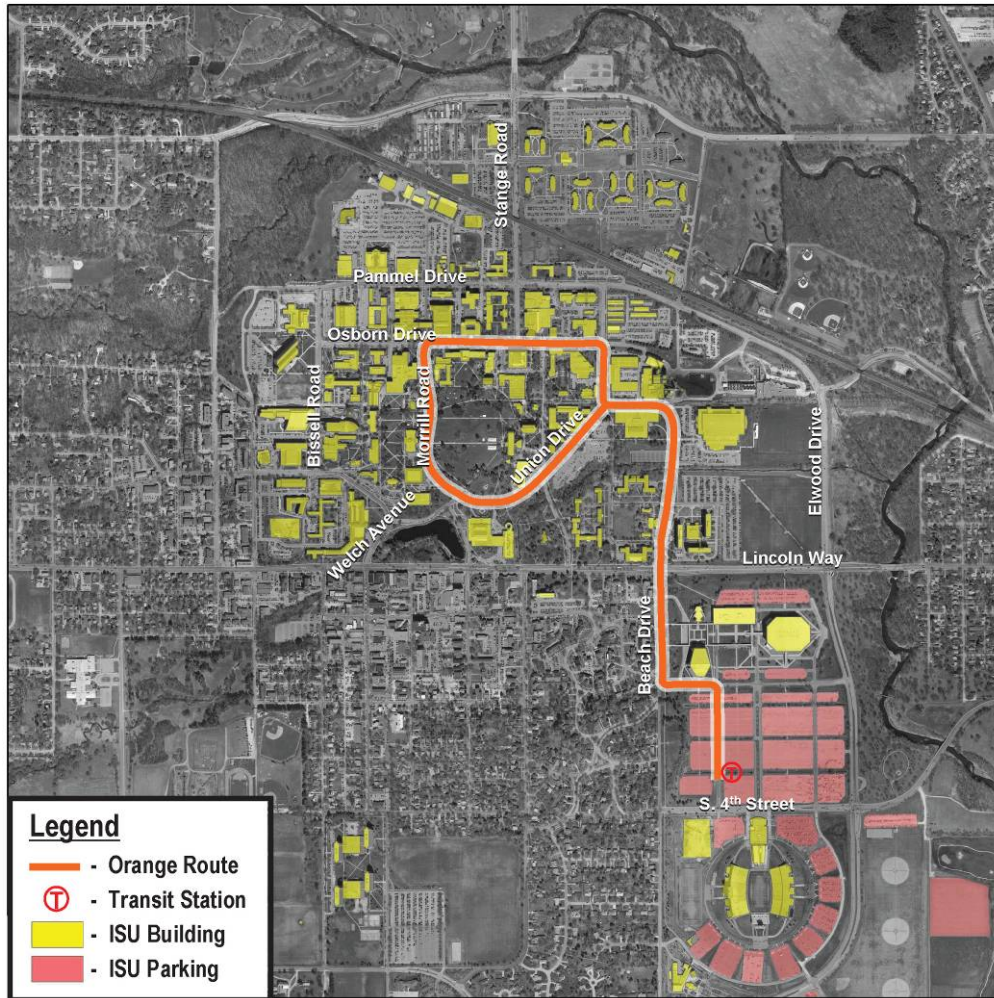 Stange Road
Pammel Drive
Osborn Drive
Bissell Road
Morrill Road
Union Drive
Elwood Drive
Welch Avenue
Lincoln Way
Beach Drive
T
S. 4th Street
Legend
- Orange Route
T - Transit Station
- ISU Building
- ISU Parking